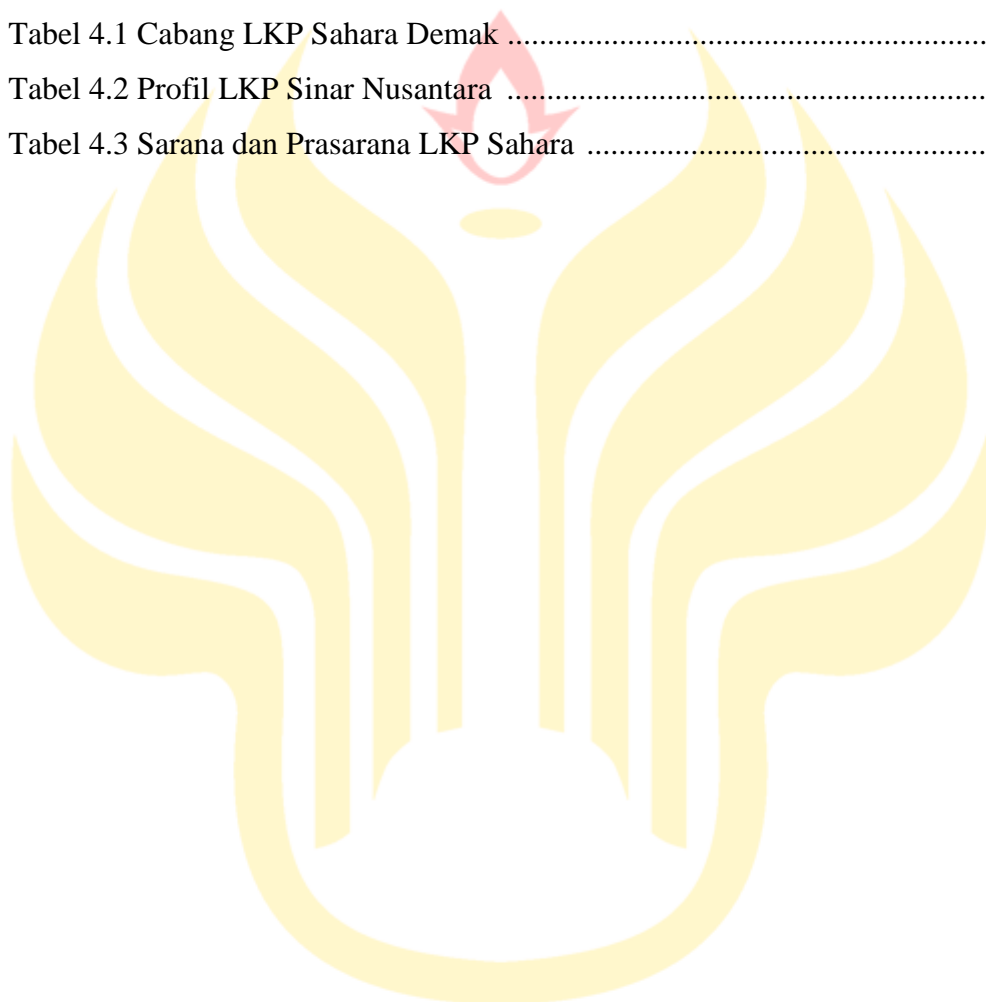 Tabel 4.1 Cabang LKP Sahara Demak ..............................................................
Tabel 4.2 Profil LKP Sinar Nusantara ..............................................................
Tabel 4.3 Sarana dan Prasarana LKP Sahara ....................................................